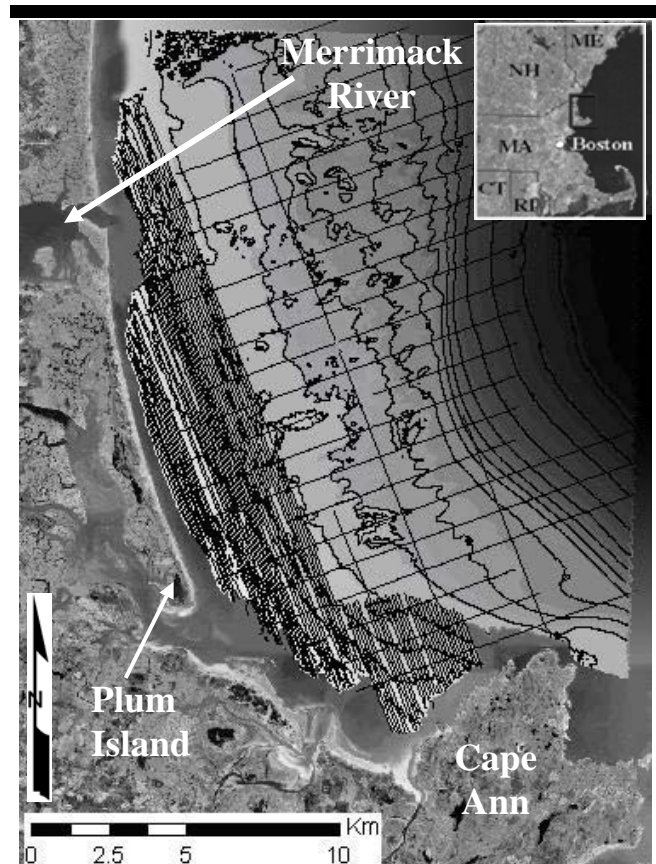 Merrimack
River
ME
NH
MA
Boston
CT
RI
N
Plum
Island
Cape
Ann
Km
0 2.5 5 10